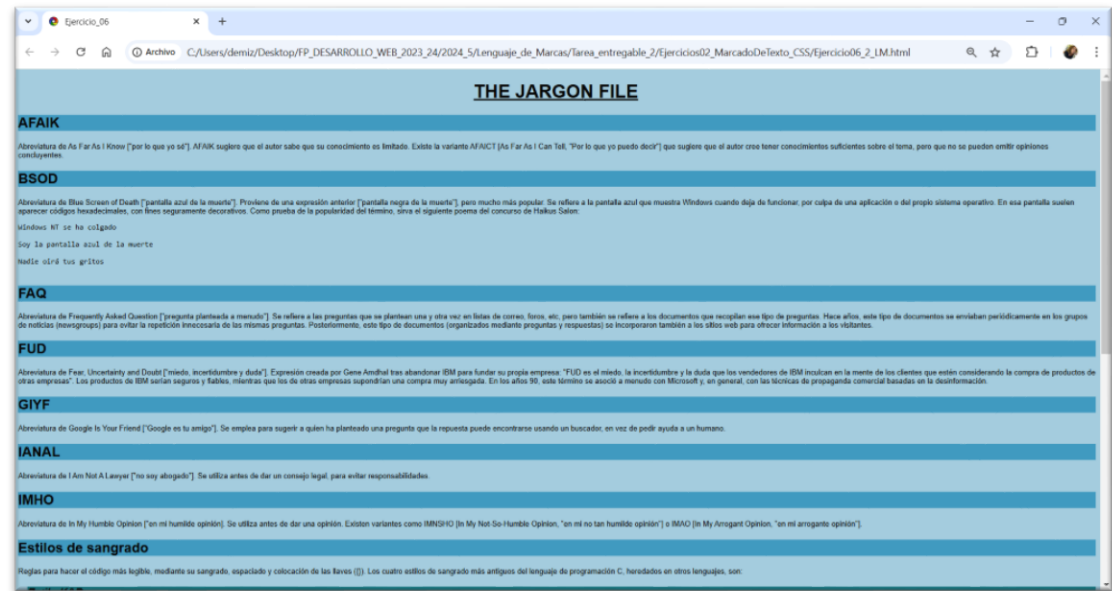 Ejercicio_06
Archivo C:/Users/demiz/Desktop/FP_DESARROLLO_WEB_2023_24/2024_5/Lenguaje_de_Marcas/Tarea_entregable_2/Ejercicios02_MarcadoDeTexto_CSS/Ejercicio06_2_LM.html
THE JARGON FILE
AFAIK
Abreviatura de As Far As I Know ["por lo que yo sé"]. AFAIK sugiere que el autor sabe que su conocimiento es limitado. Existe la variante AFAICT [As Far As I Can Tell, "Por lo que yo puedo decir"] que sugiere que el autor cree tener conocimientos suficientes sobre el tema, pero que no se pueden emitir opiniones
concluyentes.
BSOD
Abreviatura de Blue Screen of Death ["pantalla azul de la muerte"]. Proviene de una expresión anterior ["pantalla negra de la muerte"], pero mucho más popular. Se refiere a la pantalla azul que muestra Windows cuando deja de funcionar, por culpa de una aplicación o del propio sistema operativo. En esa pantalla suelen
aparecer códigos hexadecimales, con fines seguramente decorativos. Como prueba de la popularidad del término, sirva el siguiente poema del concurso de Haikus Salon:
Windows NT se ha colgado
Soy la pantalla azul de la muerte
Nadie oirá tus gritos
FAQ
Abreviatura de Frequently Asked Question ["pregunta planteada a menudo"]. Se refiere a las preguntas que se plantean una y otra vez en listas de correo, foros, etc, pero también se refiere a los documentos que recopilan ese tipo de preguntas. Hace años, este tipo de documentos se enviaban periódicamente en los grupos
de noticias (newsgroups) para evitar la repetición innecesaria de las mismas preguntas. Posteriormente, este tipo de documentos (organizados mediante preguntas y respuestas) se incorporaron también a los sitios web para ofrecer información a los visitantes.
FUD
Abreviatura de Fear, Uncertainty and Doubt ["miedo, incertidumbre y duda"]. Expresión creada por Gene Amdhal tras abandonar IBM para fundar su propia empresa: "FUD es el miedo, la incertidumbre y la duda que los vendedores de IBM inculcan en la mente de los clientes que estén considerando la compra de productos de
otras empresas". Los productos de IBM serían seguros y fiables, mientras que los de otras empresas supondrían una compra muy arriesgada. En los años 90, este término se asoció a menudo con Microsoft y, en general, con las técnicas de propaganda comercial basadas en la desinformación.
GIYF
Abreviatura de Google Is Your Friend ["Google es tu amigo"]. Se emplea para sugerir a quien ha planteado una pregunta que la repuesta puede encontrarse usando un buscador, en vez de pedir ayuda a un humano.
IANAL
Abreviatura de I Am Not A Lawyer ["no soy abogado"]. Se utiliza antes de dar un consejo legal, para evitar responsabilidades.
IMHO
Abreviatura de In My Humble Opinion ["en mi humilde opinión]. Se utiliza antes de dar una opinión. Existen variantes como IMNSHO [In My Not-So-Humble Opinion, "en mi no tan humilde opinión"] o IMAO [In My Arrogant Opinion, "en mi arrogante opinión"].
Estilos de sangrado
Reglas para hacer el código más legible, mediante su sangrado, espaciado y colocación de las llaves ({}). Los cuatro estilos de sangrado más antiguos del lenguaje de programación C, heredados en otros lenguajes, son: